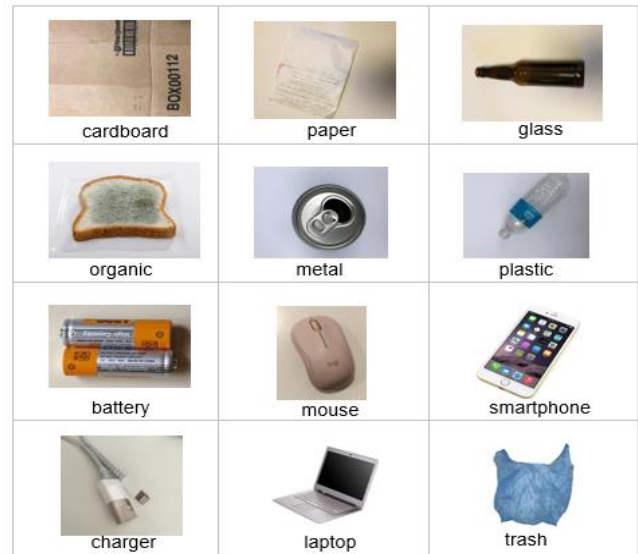 BOX00112
cardboard
paper
glass
organic
metal
plastic
battery
mouse
smartphone
charger
laptop
trash